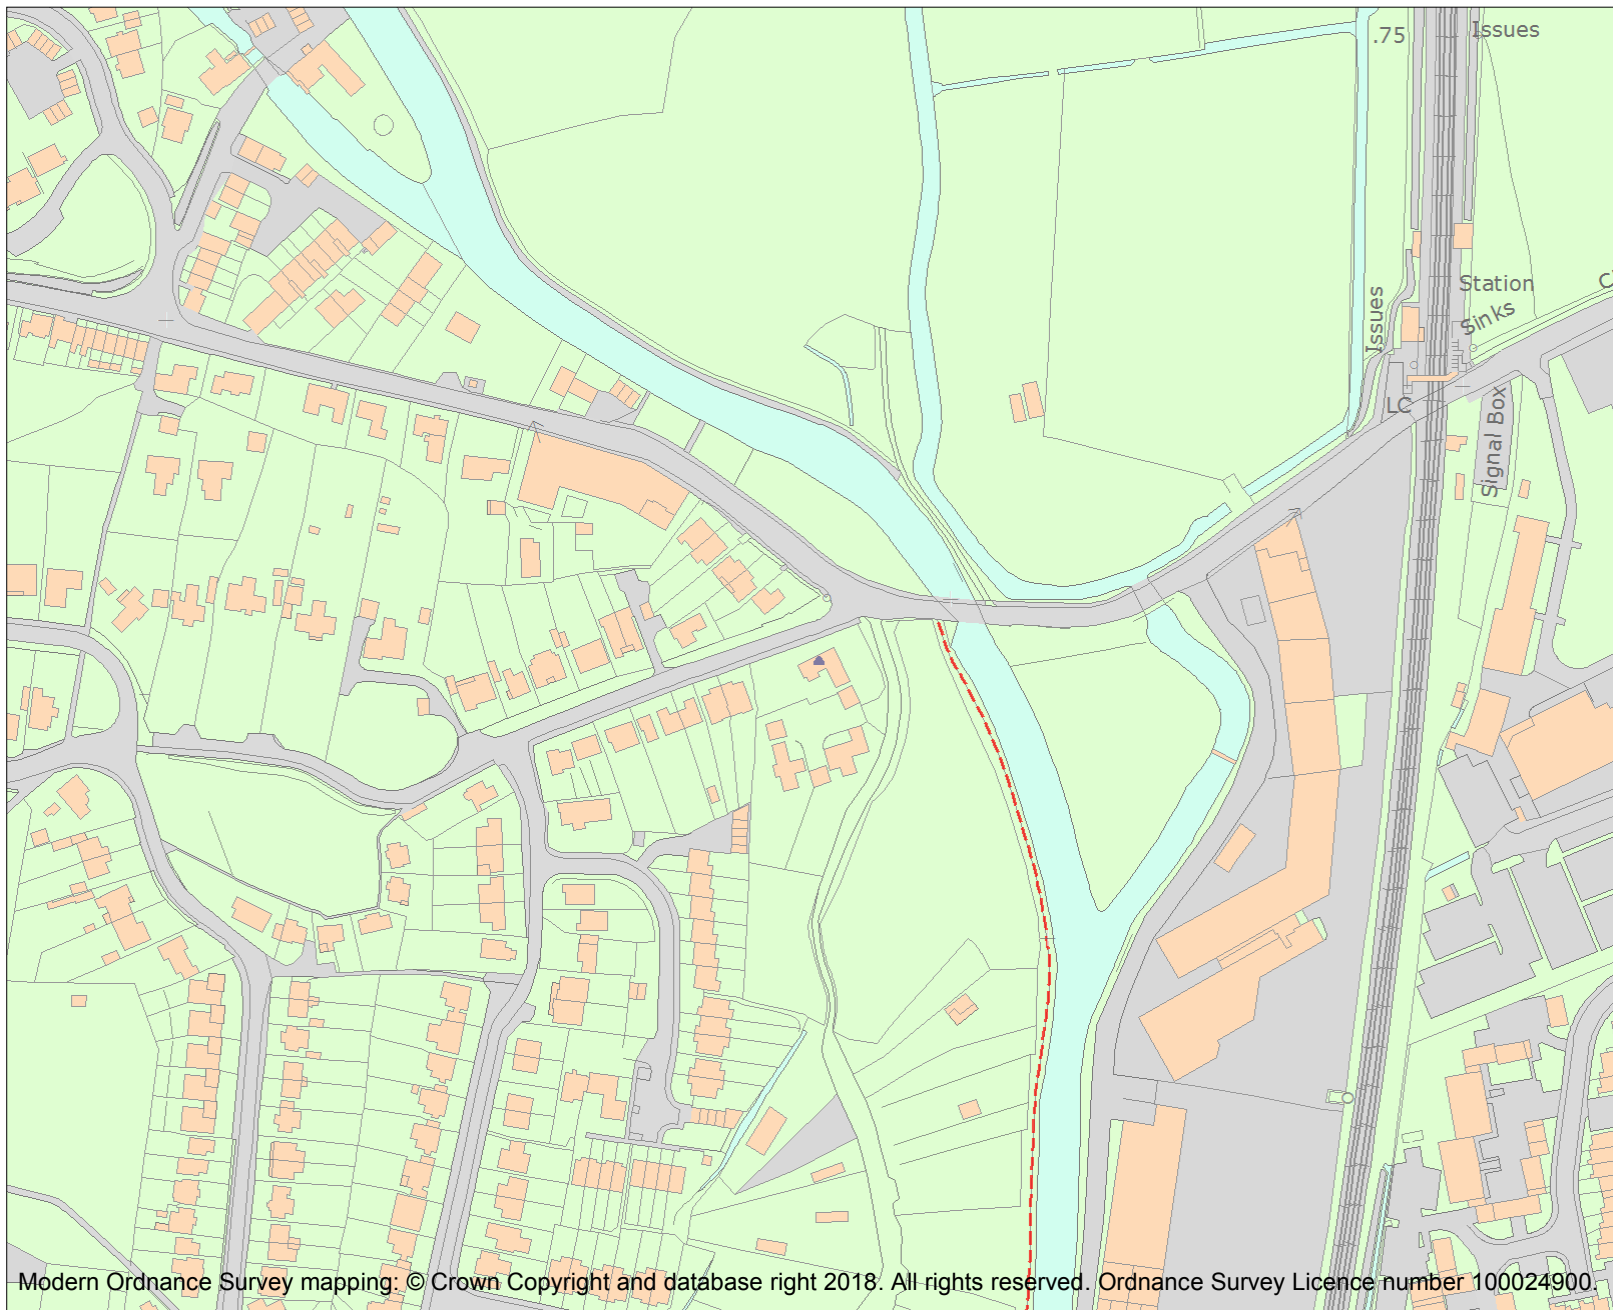 .75
Issues
Station
Sinks
Issues
LC
Signal Box
Modern Ordnance Survey mapping: © Crown Copyright and database right 2018. All rights reserved. Ordnance Survey Licence number 100024900.